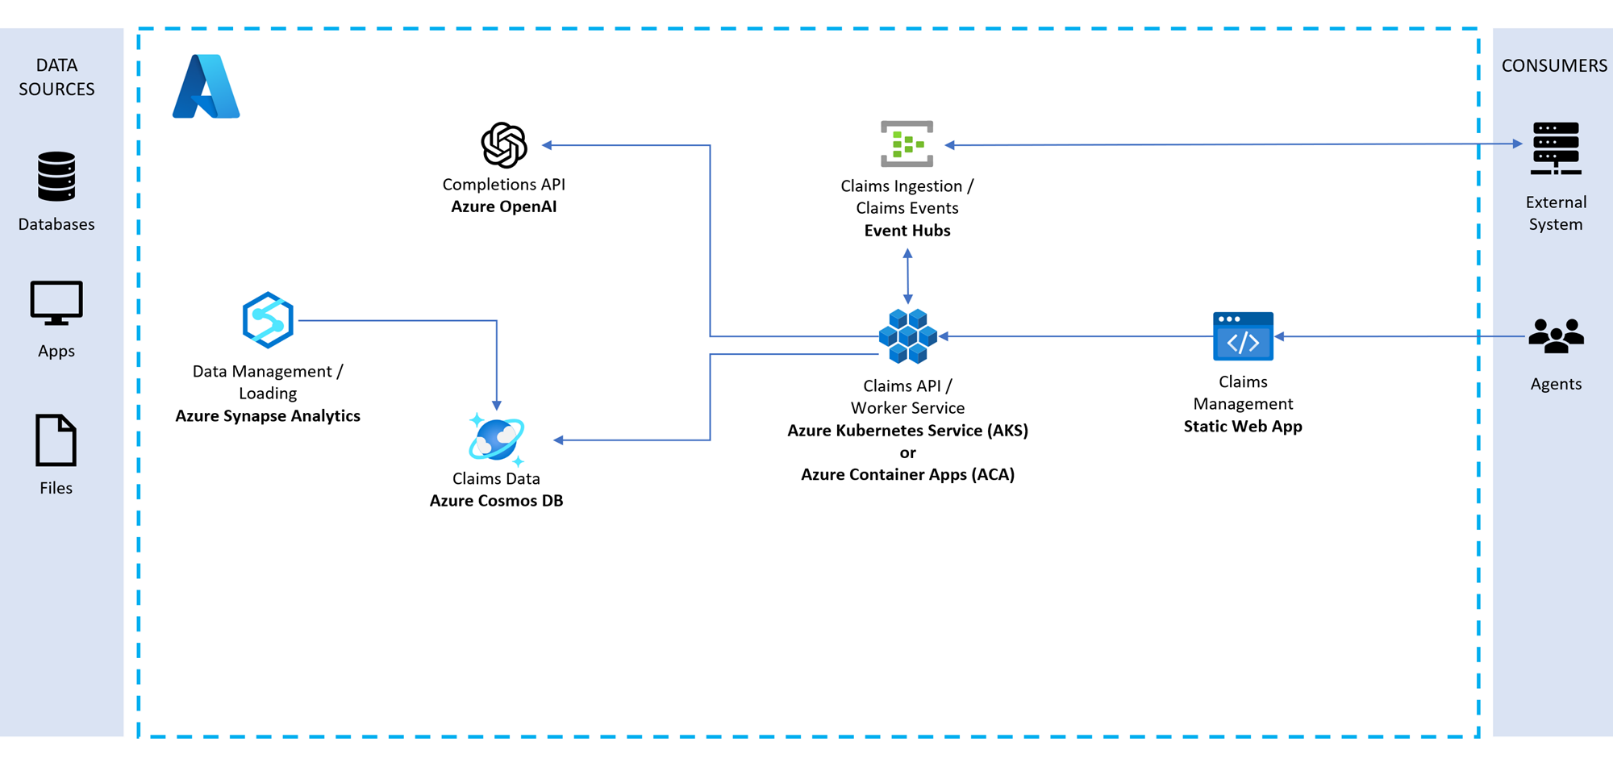 DATA
SOURCES
Databases
Apps
Files
Completions API
Azure OpenAI
Data Management /
Loading
Azure Synapse Analytics
Claims Data
Azure Cosmos DB
Claims Ingestion /
Claims Events
Event Hubs
Claims API /
Worker Service
Azure Kubernetes Service (AKS)
or
Azure Container Apps (ACA)
Claims
Management
Static Web App
CONSUMERS
External
System
Agents